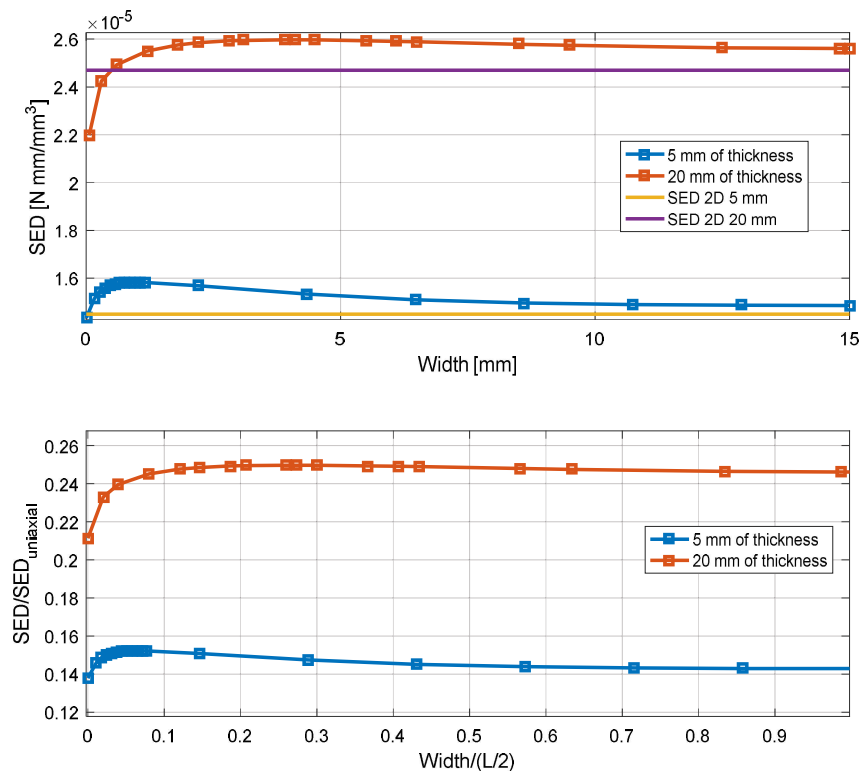 ×10⁻⁵
2.6
2.4
2.2
2
1.8
1.6
SED [N mm/mm³]
5 mm of thickness
20 mm of thickness
SED 2D 5 mm
SED 2D 20 mm
0 5 10 15
Width [mm]
0.26
0.24
0.22
0.2
0.18
0.16
0.14
0.12
SED/SED_uniaxial
5 mm of thickness
20 mm of thickness
0 0.1 0.2 0.3 0.4 0.5 0.6 0.7 0.8 0.9
Width/(L/2)